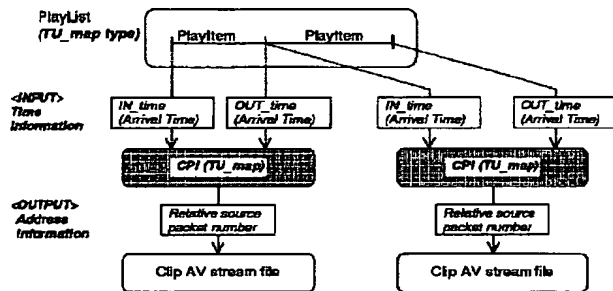 PlayList
(TU_map type)
PlayItem PlayItem
<INPUT>
Time
Information
IN_time
(Arrival Time)
OUT_time
(Arrival Time)
IN_time
(Arrival Time)
OUT_time
(Arrival Time)
CPI (TU_map)
CPI (TU_map)
<OUTPUT>
Address
Information
Relative source
packet number
Relative source
packet number
Clip AV stream file
Clip AV stream file